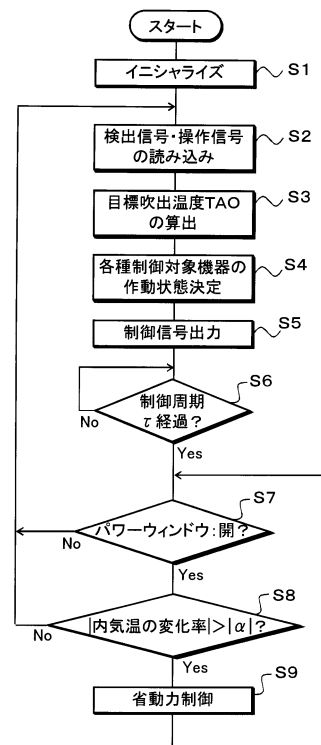 スタート
イニシャライズ
S1
検出信号・操作信号
の読み込み
S2
目標吹出温度TAO
の算出
S3
各種制御対象機器の
作動状態決定
S4
制御信号出力
S5
制御周期
τ経過?
S6
No
Yes
パワーウィンドウ:開?
S7
No
Yes
|内気温の変化率|>|α|?
S8
No
Yes
省動力制御
S9